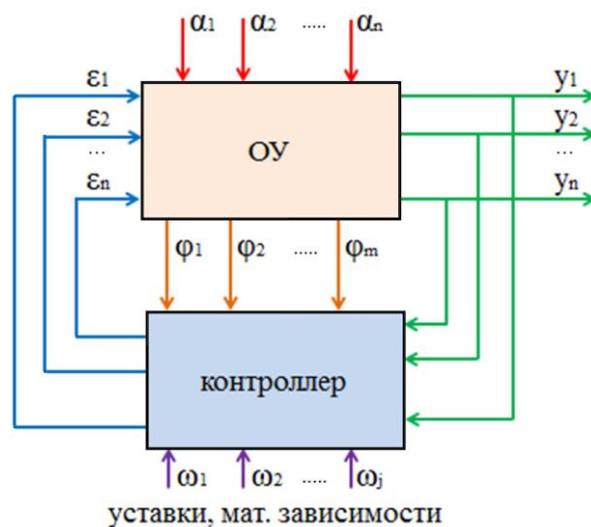 α₁ α₂ ..... αₙ
ε₁ y₁
ε₂ y₂
... ...
ОУ
εₙ yₙ
φ₁ φ₂ ..... φₘ
контроллер
ω₁ ω₂ ..... ωⱼ
уставки, мат. зависимости